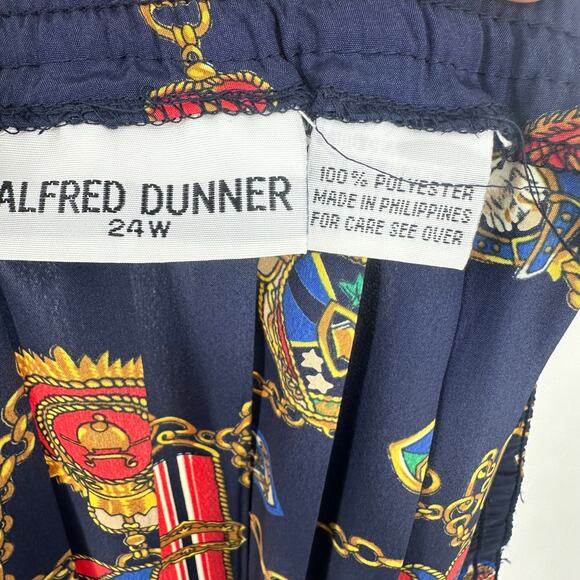 ALFRED DUNNER
24W
100% POLYESTER
MADE IN PHILIPPINES
FOR CARE SEE OVER